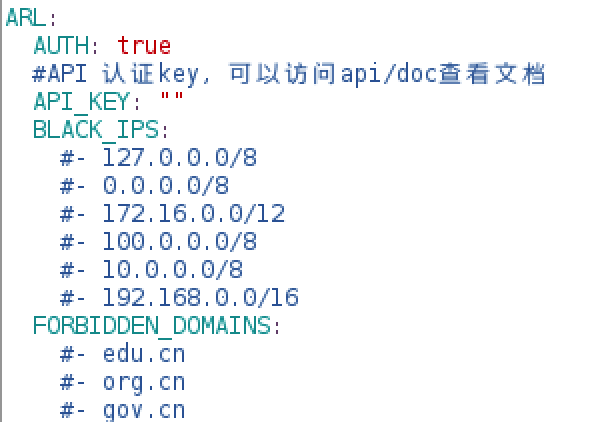 ARL:
AUTH: true
#API 认证key, 可以访问api/doc查看文档
API_KEY: ""
BLACK_IPS:
#- 127.0.0.0/8
#- 0.0.0.0/8
#- 172.16.0.0/12
#- 100.0.0.0/8
#- 10.0.0.0/8
#- 192.168.0.0/16
FORBIDDEN_DOMAINS:
#- edu.cn
#- org.cn
#- gov.cn